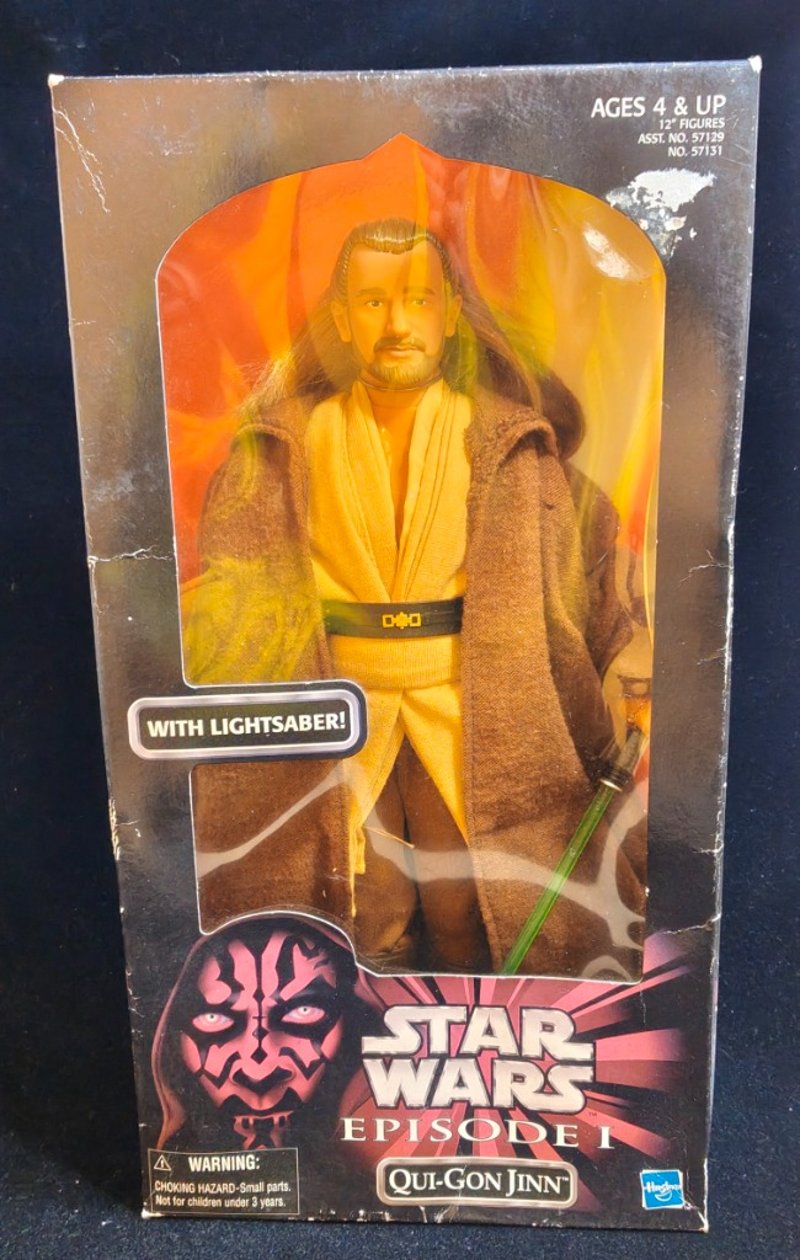 AGES 4 & UP
12" FIGURES
ASST. NO. 57129
NO. 57131
WITH LIGHTSABER!
STAR
WARS
EPISODE I
QUI-GON JINN™
⚠ WARNING:
CHOKING HAZARD-Small parts.
Not for children under 3 years.
Hasbro